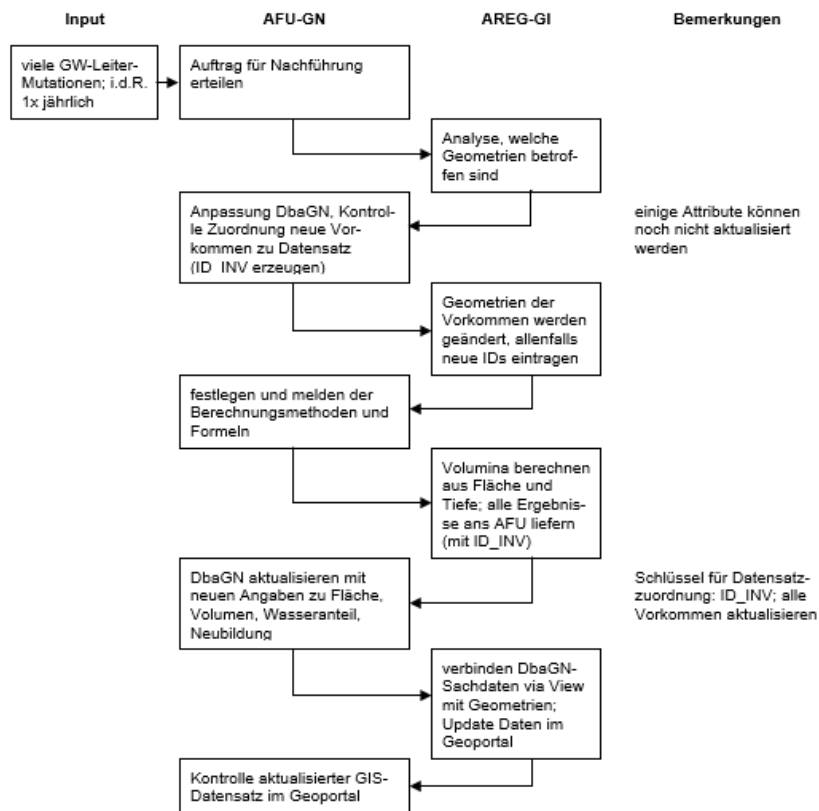 Input
AFU-GN
AREG-GI
Bemerkungen
viele GW-Leiter-
Mutationen; i.d.R.
1x jährlich
Auftrag für Nachführung
erteilen
Analyse, welche
Geometrien betrof-
fen sind
Anpassung DbaGN, Kontrol-
le Zuordnung neue Vor-
kommen zu Datensatz
(ID_INV erzeugen)
einige Attribute können
noch nicht aktualisiert
werden
Geometrien der
Vorkommen werden
geändert, allenfalls
neue IDs eintragen
festlegen und melden der
Berechnungsmethoden und
Formeln
Volumina berechnen
aus Fläche und
Tiefe; alle Ergebnis-
se ans AFU liefern
(mit ID_INV)
DbaGN aktualisieren mit
neuen Angaben zu Fläche,
Volumen, Wasseranteil,
Neubildung
Schlüssel für Datensatz-
zuordnung: ID_INV; alle
Vorkommen aktualisieren
verbinden DbaGN-
Sachdaten via View
mit Geometrien;
Update Daten im
Geoportal
Kontrolle aktualisierter GIS-
Datensatz im Geoportal